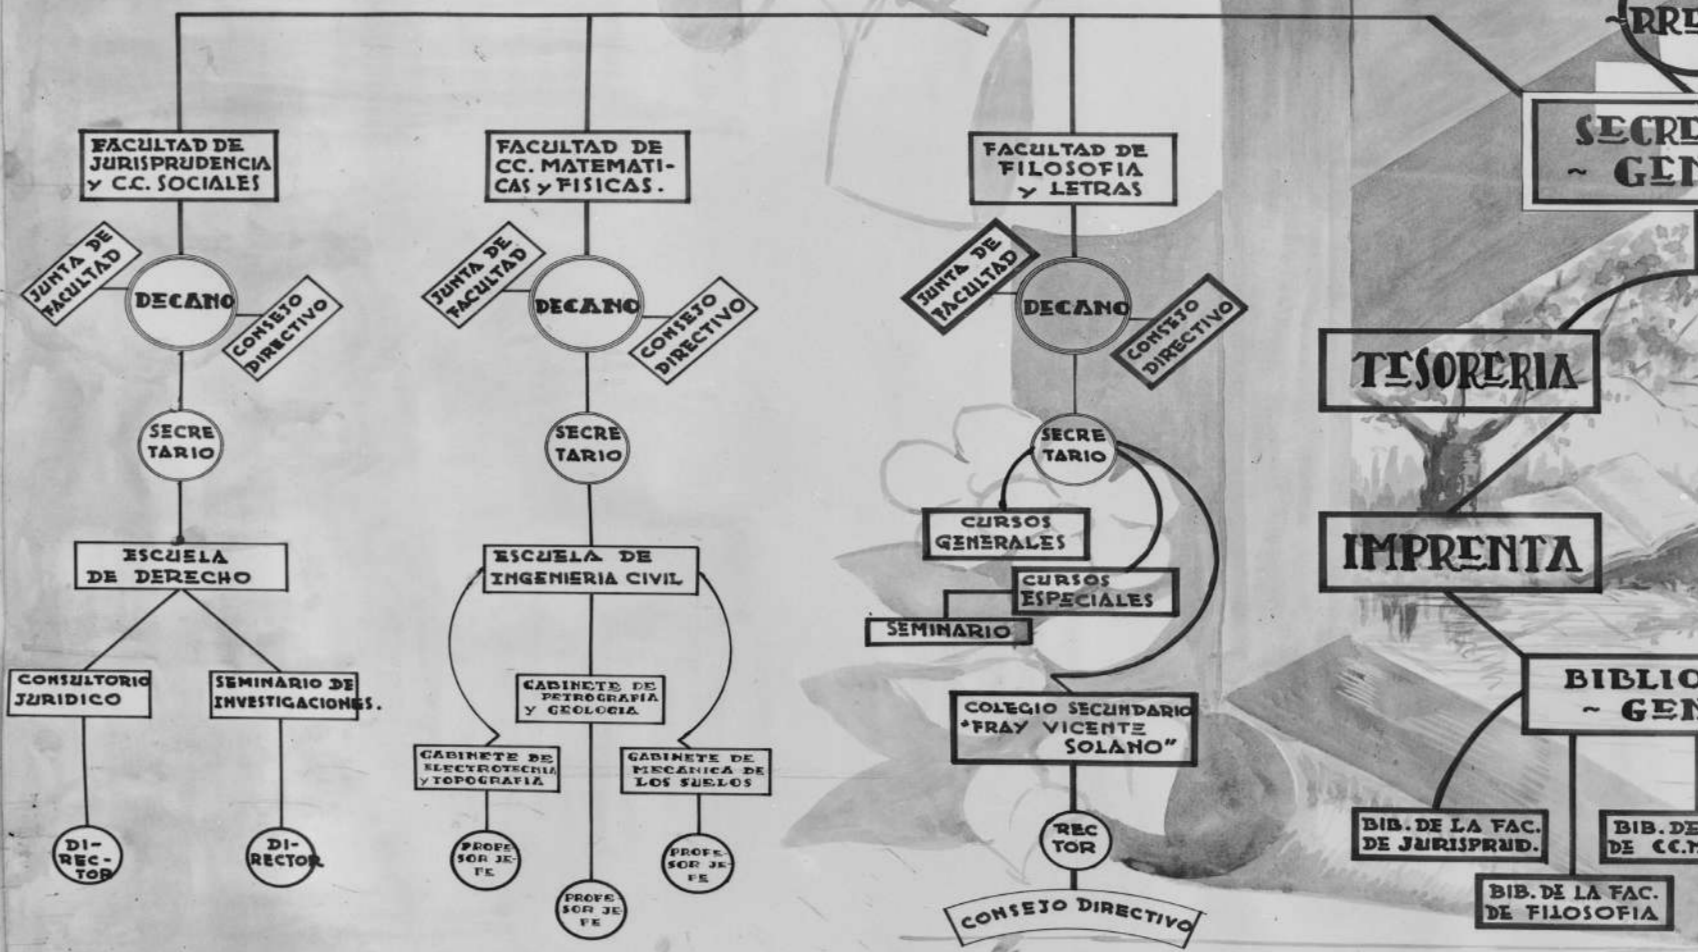 FACULTAD DE
JURISPRUDENCIA
y C.C. SOCIALES
JUNTA DE
FACULTAD
DECANO
CONSEJO
DIRECTIVO
SECRE
TARIO
ESCUELA
DE DERECHO
CONSULTORIO
JURIDICO
SEMINARIO DE
INVESTIGACIONES.
DI-
REC-
TOR
DI-
RECTOR
FACULTAD DE
CC. MATEMATI-
CAS y FISICAS.
JUNTA DE
FACULTAD
DECANO
CONSEJO
DIRECTIVO
SECRE
TARIO
ESCUELA DE
INGENIERIA CIVIL
GABINETE DE
PETROGRAFIA
y GEOLOGIA
GABINETE DE
ELECTROTECNIA
y TOPOGRAFIA
GABINETE DE
MECANICA DE
LOS SUELOS
PROFE-
SOR JE-
FE
PROFE-
SOR JE-
FE
PROFE-
SOR JE-
FE
FACULTAD DE
FILOSOFIA
y LETRAS
JUNTA DE
FACULTAD
DECANO
CONSEJO
DIRECTIVO
SECRE
TARIO
CURSOS
GENERALES
CURSOS
ESPECIALES
SEMINARIO
COLEGIO SECUNDARIO
"FRAY VICENTE
SOLANO"
REC
TOR
CONSEJO DIRECTIVO
SECRE
~ GEN
TESORERIA
IMPRENTA
BIBLIO
~ GEN
BIB. DE LA FAC.
DE JURISPRUD.
BIB. DE
DE CC.M
BIB. DE LA FAC.
DE FILOSOFIA